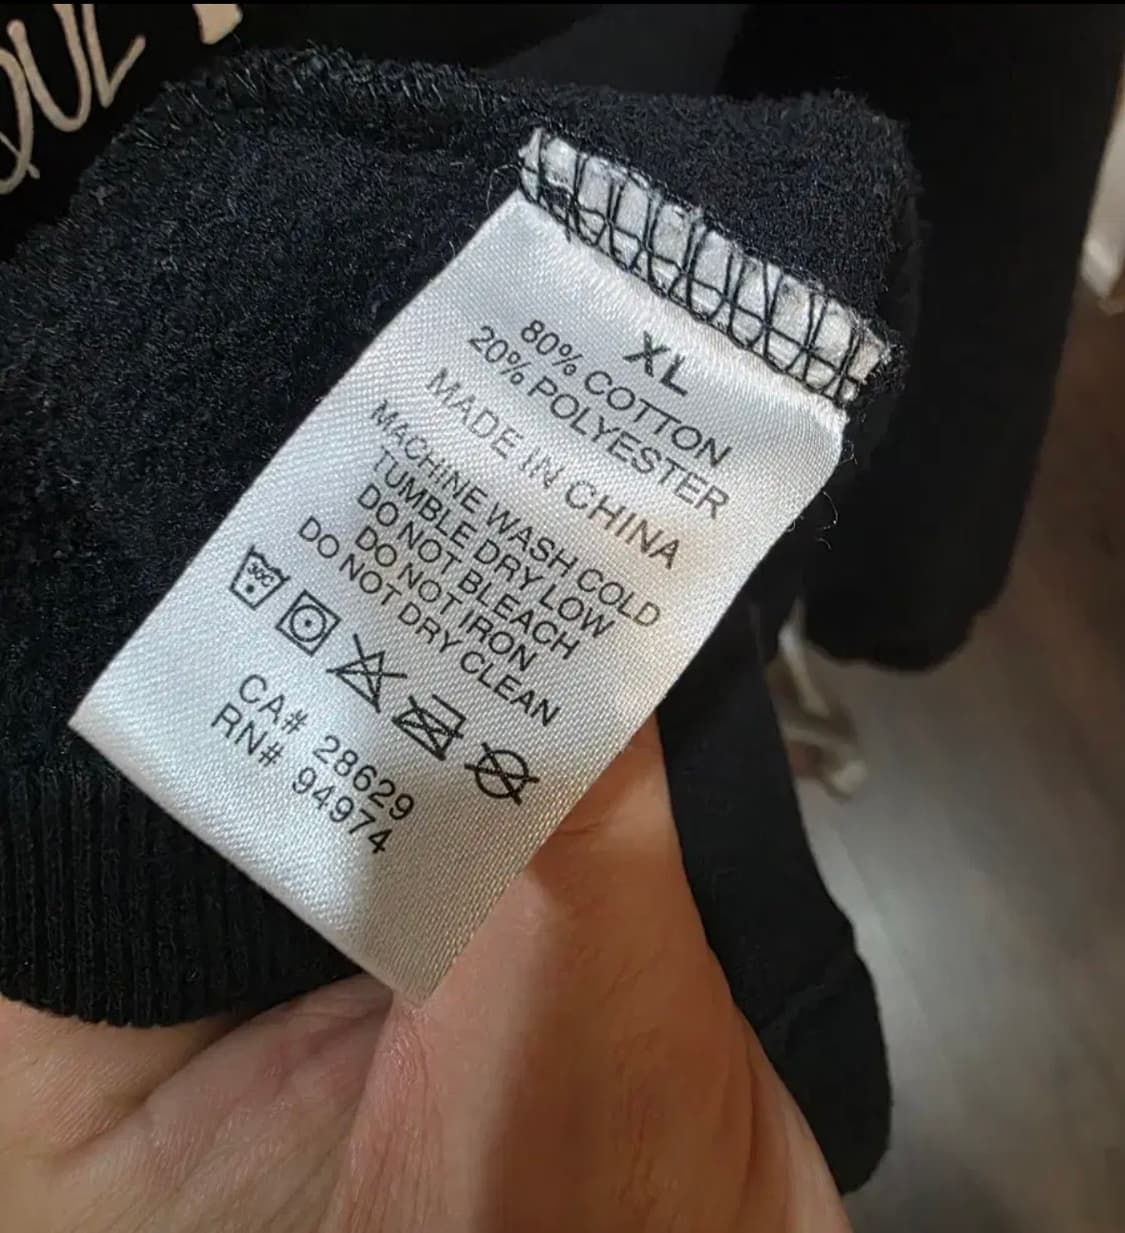 OUL
XL
80% COTTON
20% POLYESTER
MADE IN CHINA
MACHINE WASH COLD
TUMBLE DRY LOW
DO NOT BLEACH
DO NOT IRON
DO NOT DRY CLEAN
30C
CA# 28629
RN# 94974